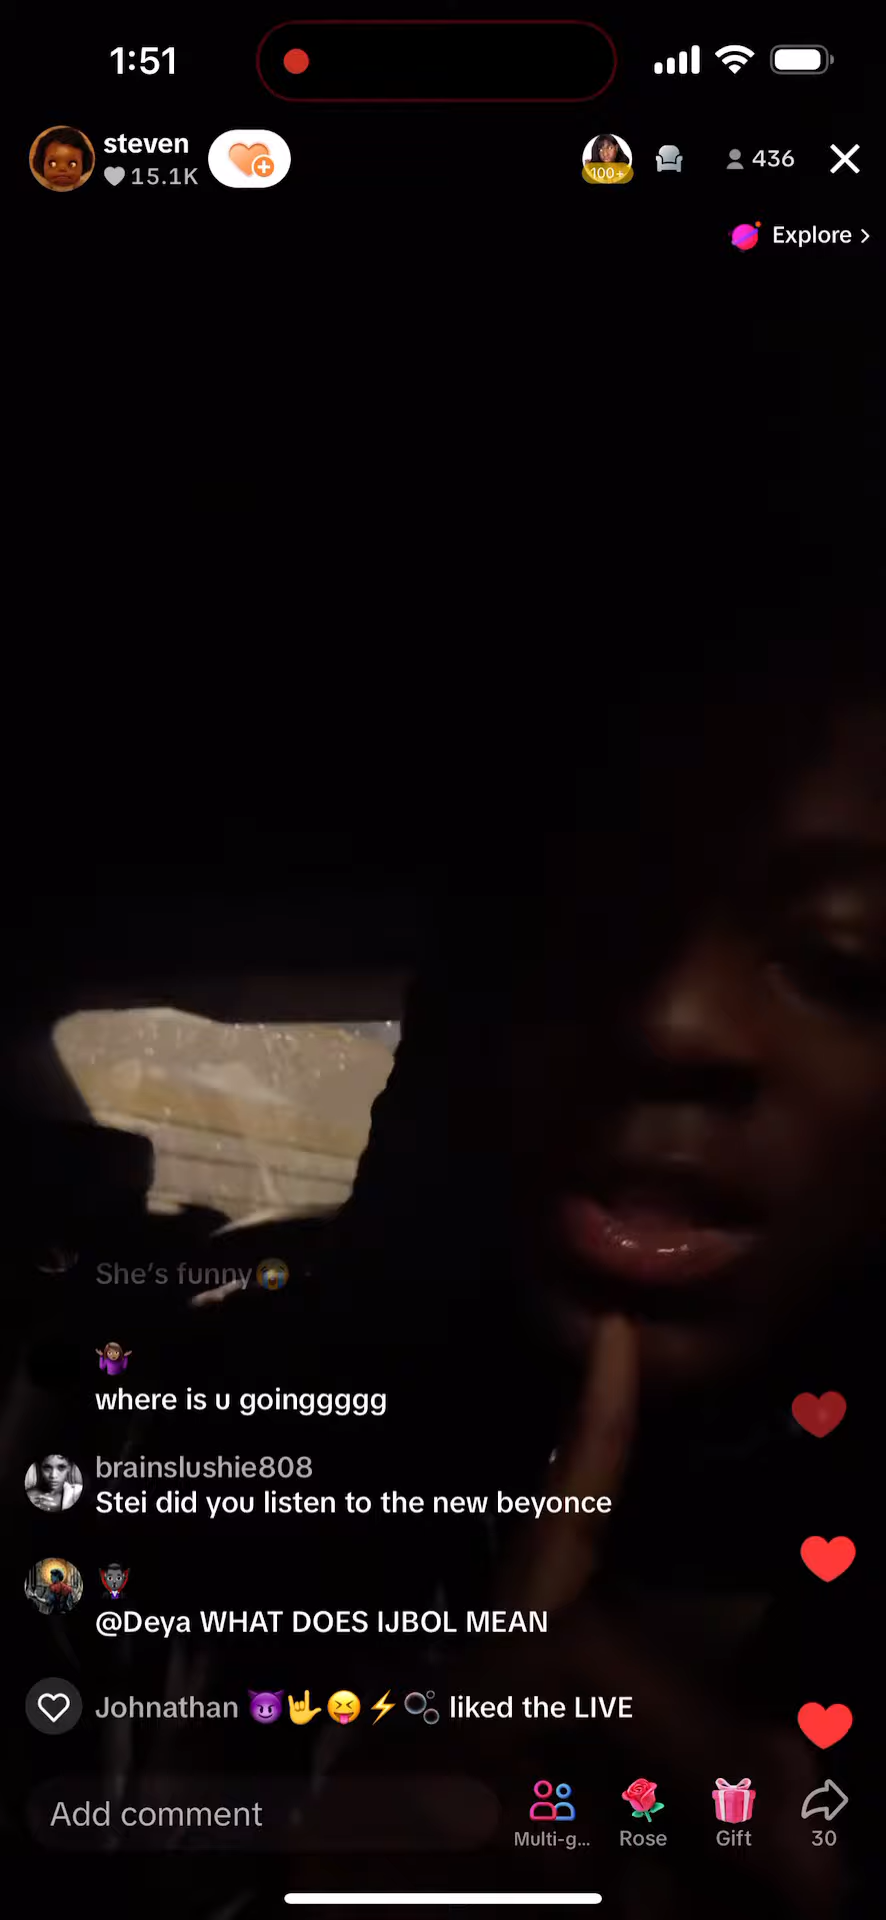 1:51
steven
15.1K
100+
436
Explore >
She's funny😭
🤷🏽‍♀️
where is u goinggggg
brainslushie808
Stei did you listen to the new beyonce
🧛🏿‍♂️
@Deya WHAT DOES IJBOL MEAN
Johnathan 😈🤟😝⚡🫧 liked the LIVE
Add comment
Multi-g...
Rose
Gift
30